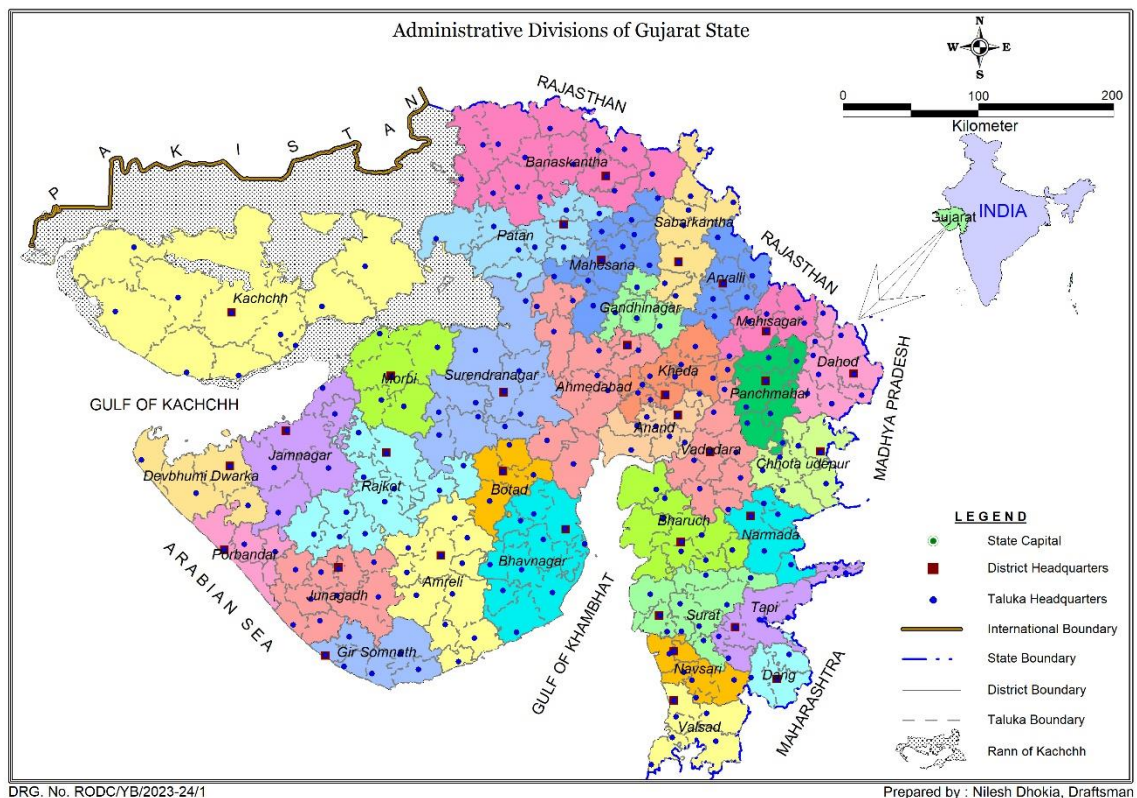 Administrative Divisions of Gujarat State
N
W E
S
0 100 200
Kilometer
RAJASTHAN
PAKISTAN
Banaskantha
INDIA
Gujarat
Sabarkantha
Patan
RAJASTHAN
Mahesana
Arvalli
Kachchh
Gandhinagar
Mahisagar
Dahod
Surendranagar
Morbi
Ahmedabad
Kheda
Panchmahal
MADHYA PRADESH
GULF OF KACHCHH
Anand
Vadodara
Jamnagar
Chhota udepur
Devbhumi Dwarka
Rajkot
Botad
Bharuch
Narmada
Porbandar
Bhavnagar
Amreli
Junagadh
ARABIAN SEA
Surat
Tapi
Gir Somnath
GULF OF KHAMBHAT
Navsari
Dang
MAHARASHTRA
Valsad
LEGEND
State Capital
District Headquarters
Taluka Headquarters
International Boundary
State Boundary
District Boundary
Taluka Boundary
Rann of Kachchh
DRG. No. RODC/YB/2023-24/1
Prepared by : Nilesh Dhokia, Draftsman